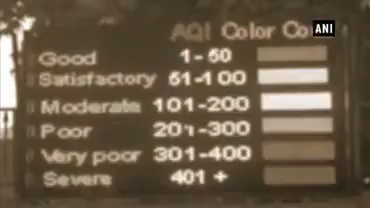 ANI
AQI Color Co
Good 1-50
Satisfactory 51-100
Moderate 101-200
Poor 201-300
Very poor 301-400
Severe 401 +